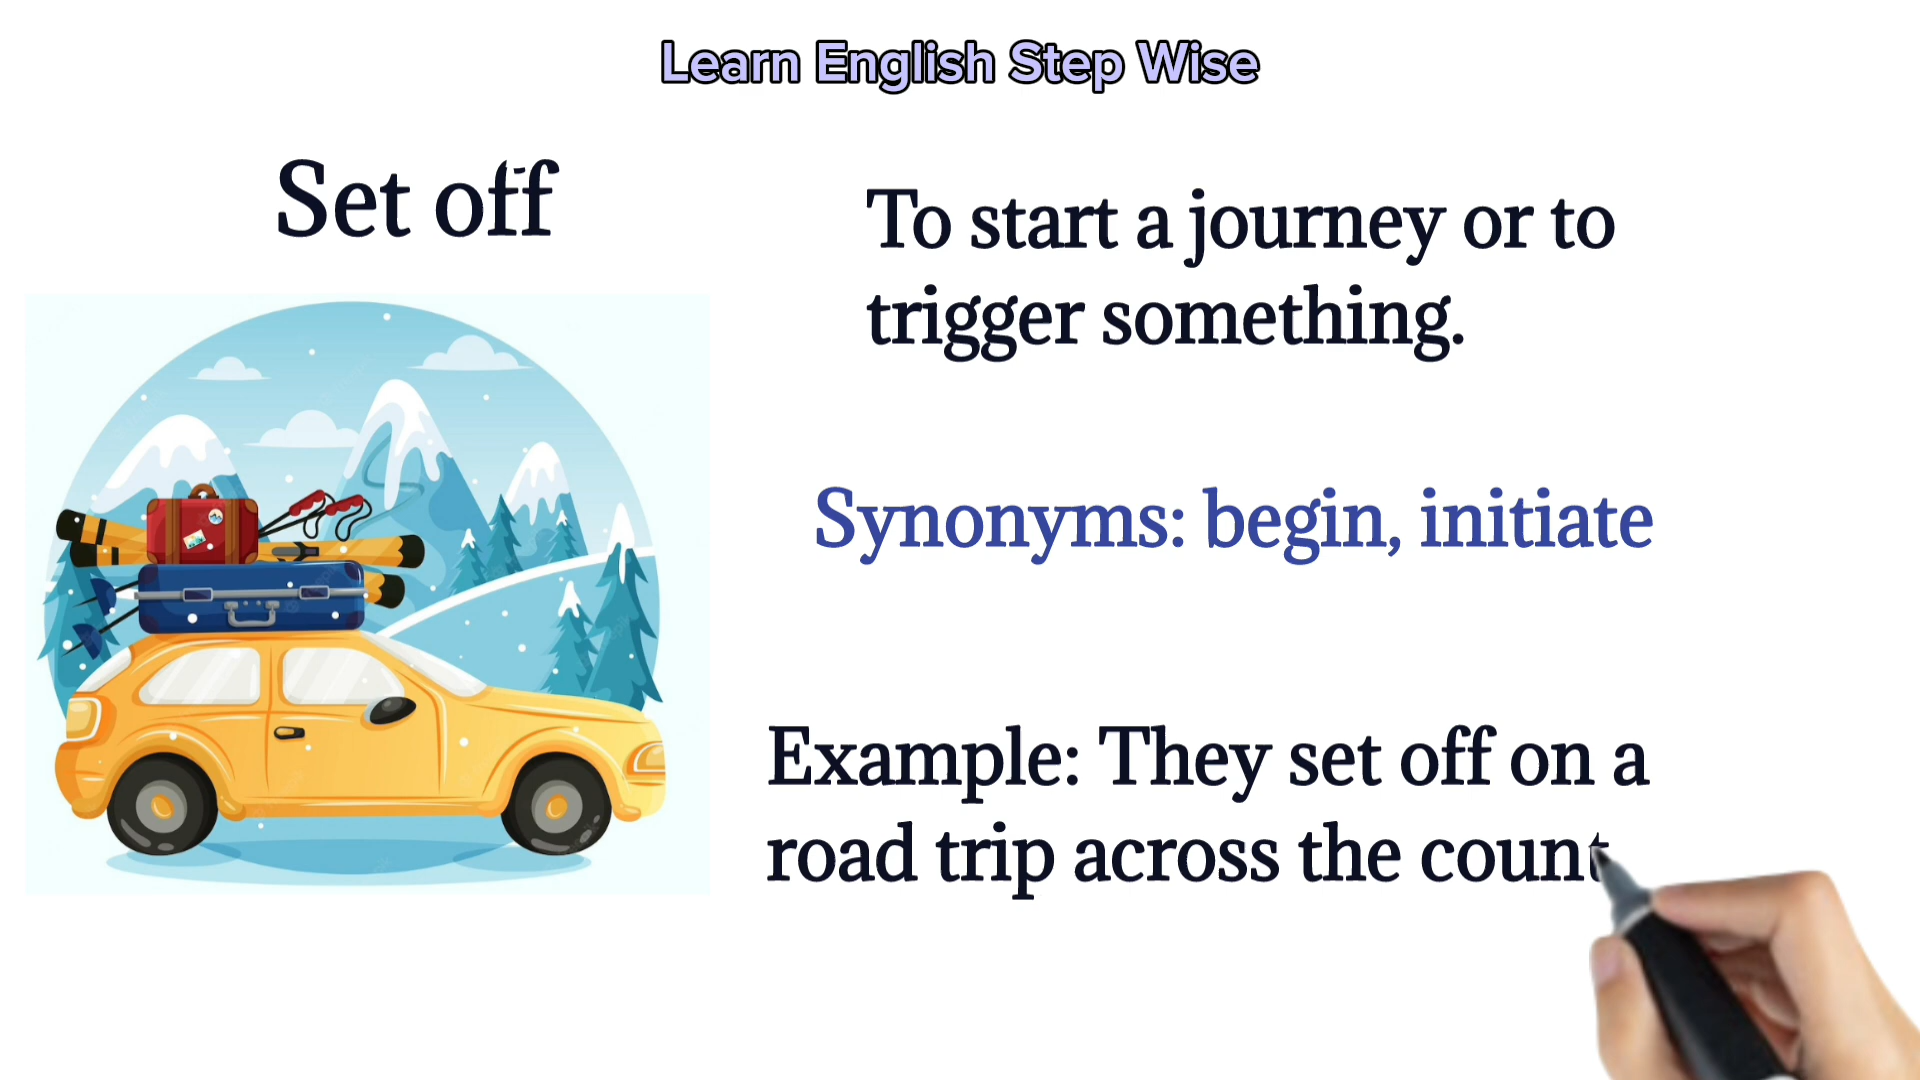 Learn English Step Wise
Set off
To start a journey or to
trigger something.
Synonyms: begin, initiate
Example: They set off on a
road trip across the count